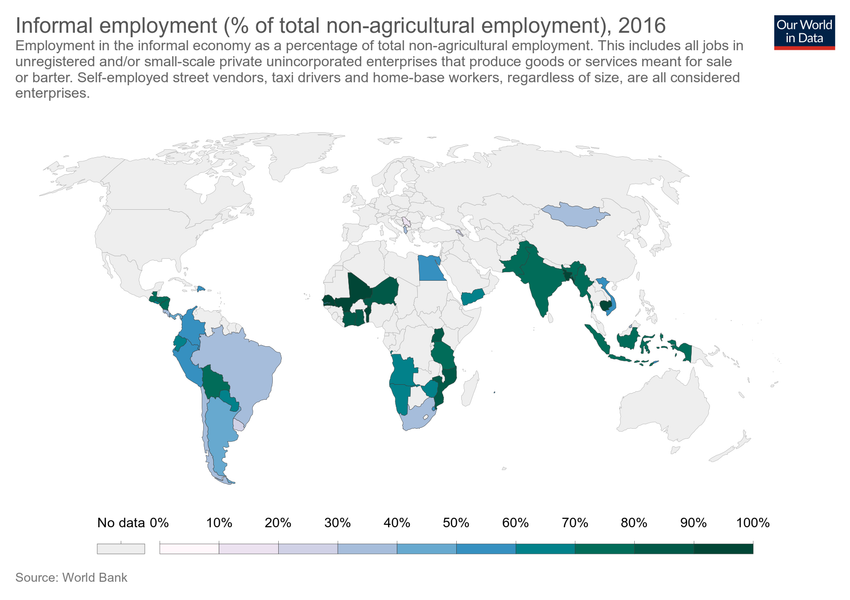 Informal employment (% of total non-agricultural employment), 2016
Our World
in Data
Employment in the informal economy as a percentage of total non-agricultural employment. This includes all jobs in
unregistered and/or small-scale private unincorporated enterprises that produce goods or services meant for sale
or barter. Self-employed street vendors, taxi drivers and home-base workers, regardless of size, are all considered
enterprises.
No data 0% 10% 20% 30% 40% 50% 60% 70% 80% 90% 100%
Source: World Bank